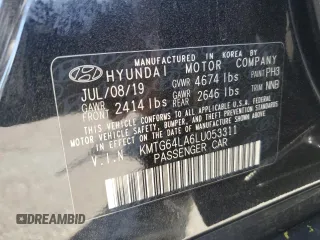 MANUFACTURED IN KOREA BY
HYUNDAI MOTOR COMPANY
JUL/08/19 GVWR 4674 lbs PAINT PH3
GAWR FRONT 2414 lbs GAWR REAR 2646 lbs TRIM NNB
THIS VEHICLE CONFORMS TO ALL APPLICABLE U.S. FEDERAL
MOTOR VEHICLE SAFETY, BUMPER, AND THEFT PREVENTION
STANDARDS IN EFFECT ON THE DATE OF MANUFACTURE SHOWN ABOVE.
V.I.N KMTG64LA6LU053311
PASSENGER CAR
DREAMBID